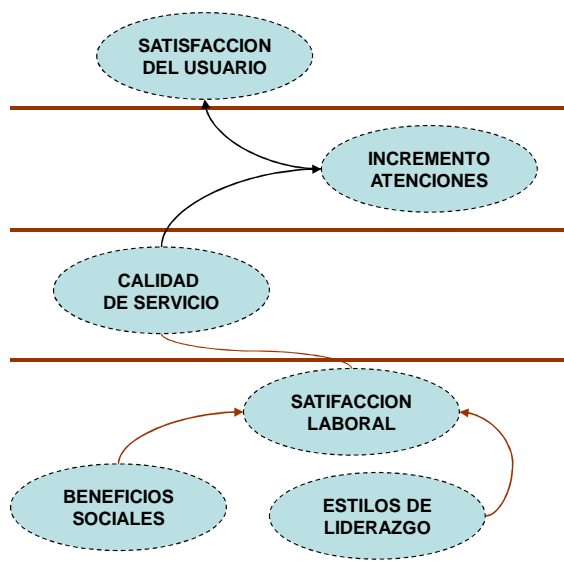 SATISFACCION
DEL USUARIO
INCREMENTO
ATENCIONES
CALIDAD
DE SERVICIO
SATIFACCION
LABORAL
BENEFICIOS
SOCIALES
ESTILOS DE
LIDERAZGO